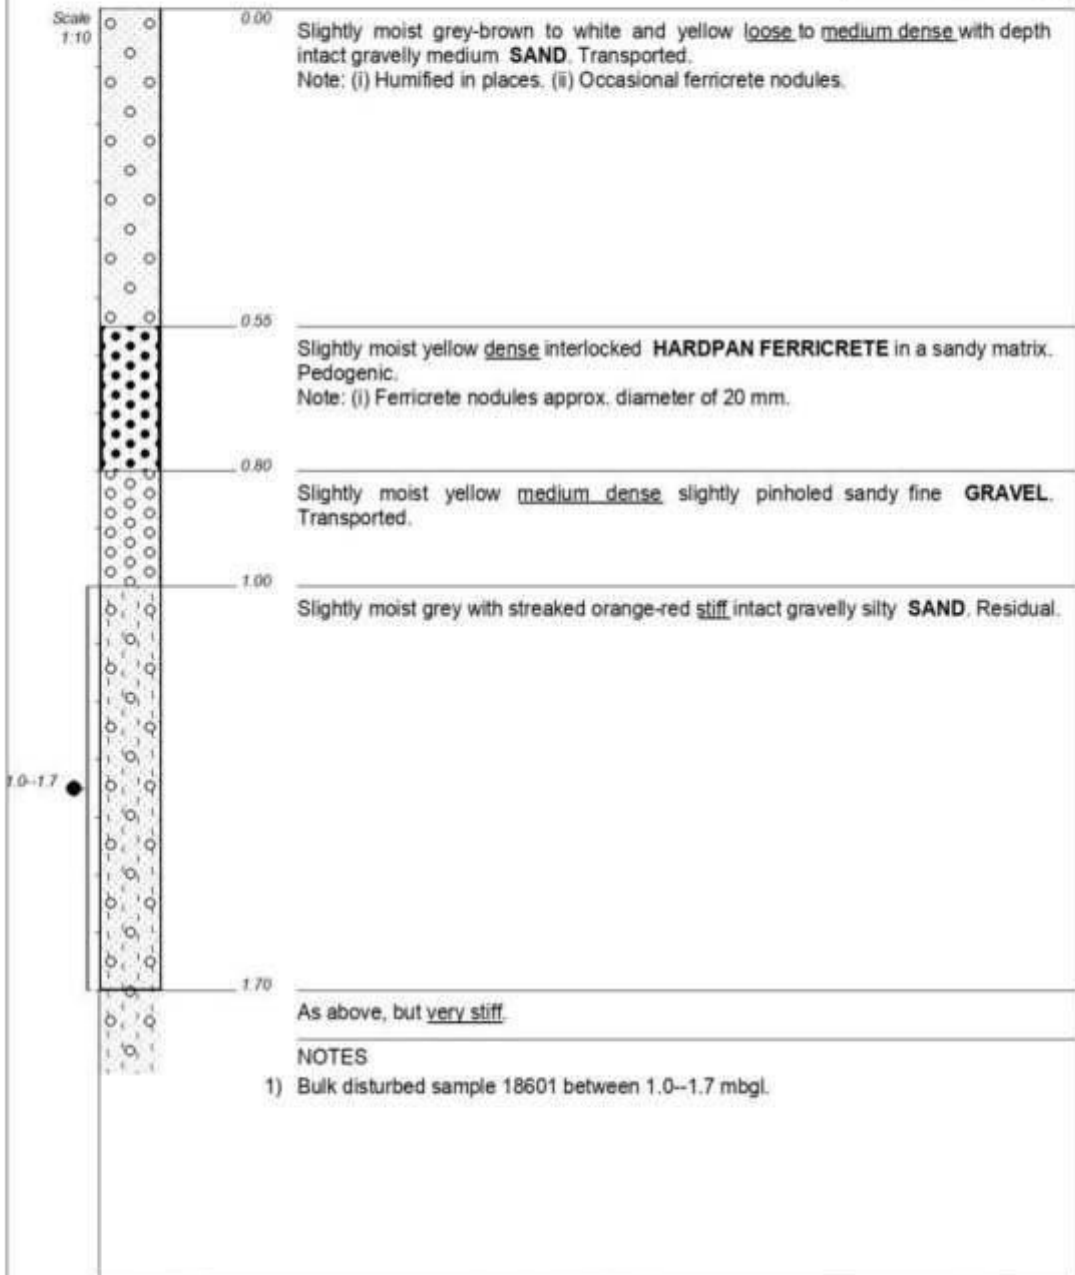 Scale
1:10
0.00
Slightly moist grey-brown to white and yellow loose to medium dense with depth
intact gravelly medium SAND. Transported.
Note: (i) Humified in places. (ii) Occasional ferricrete nodules.
0.55
Slightly moist yellow dense interlocked HARDPAN FERRICRETE in a sandy matrix.
Pedogenic.
Note: (i) Ferricrete nodules approx. diameter of 20 mm.
0.80
Slightly moist yellow medium dense slightly pinholed sandy fine GRAVEL.
Transported.
1.00
Slightly moist grey with streaked orange-red stiff intact gravelly silty SAND. Residual.
1.0--1.7
1.70
As above, but very stiff.
NOTES
1) Bulk disturbed sample 18601 between 1.0--1.7 mbgl.